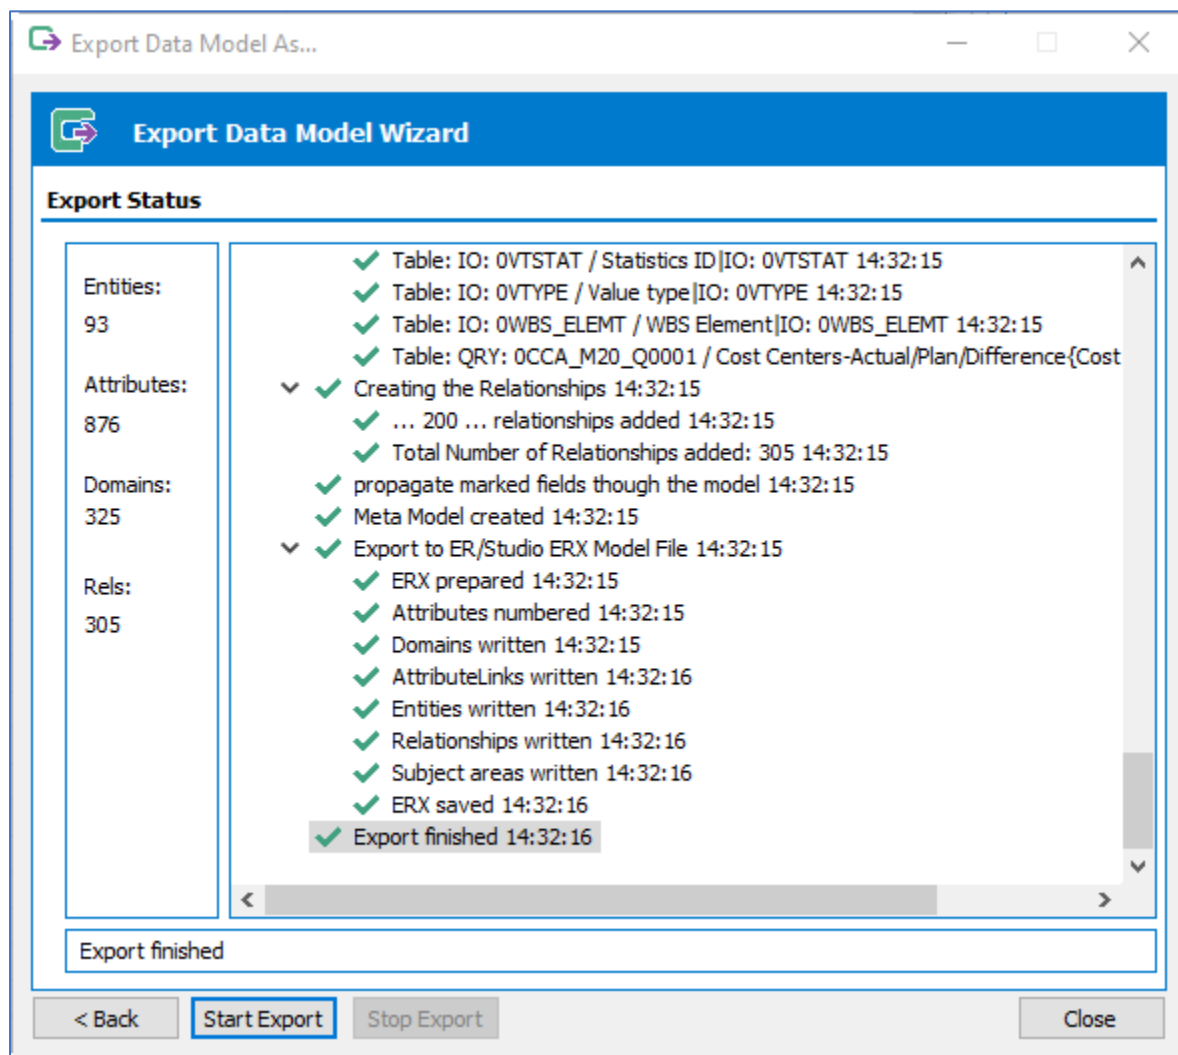 Export Data Model As...
Export Data Model Wizard
Export Status
Entities:
93
Attributes:
876
Domains:
325
Rels:
305
Table: IO: 0VTSTAT / Statistics ID|IO: 0VTSTAT 14:32:15
Table: IO: 0VTYPE / Value type|IO: 0VTYPE 14:32:15
Table: IO: 0WBS_ELEMT / WBS Element|IO: 0WBS_ELEMT 14:32:15
Table: QRY: 0CCA_M20_Q0001 / Cost Centers-Actual/Plan/Difference{Cost
Creating the Relationships 14:32:15
... 200 ... relationships added 14:32:15
Total Number of Relationships added: 305 14:32:15
propagate marked fields though the model 14:32:15
Meta Model created 14:32:15
Export to ER/Studio ERX Model File 14:32:15
ERX prepared 14:32:15
Attributes numbered 14:32:15
Domains written 14:32:15
AttributeLinks written 14:32:16
Entities written 14:32:16
Relationships written 14:32:16
Subject areas written 14:32:16
ERX saved 14:32:16
Export finished 14:32:16
Export finished
< Back
Start Export
Stop Export
Close